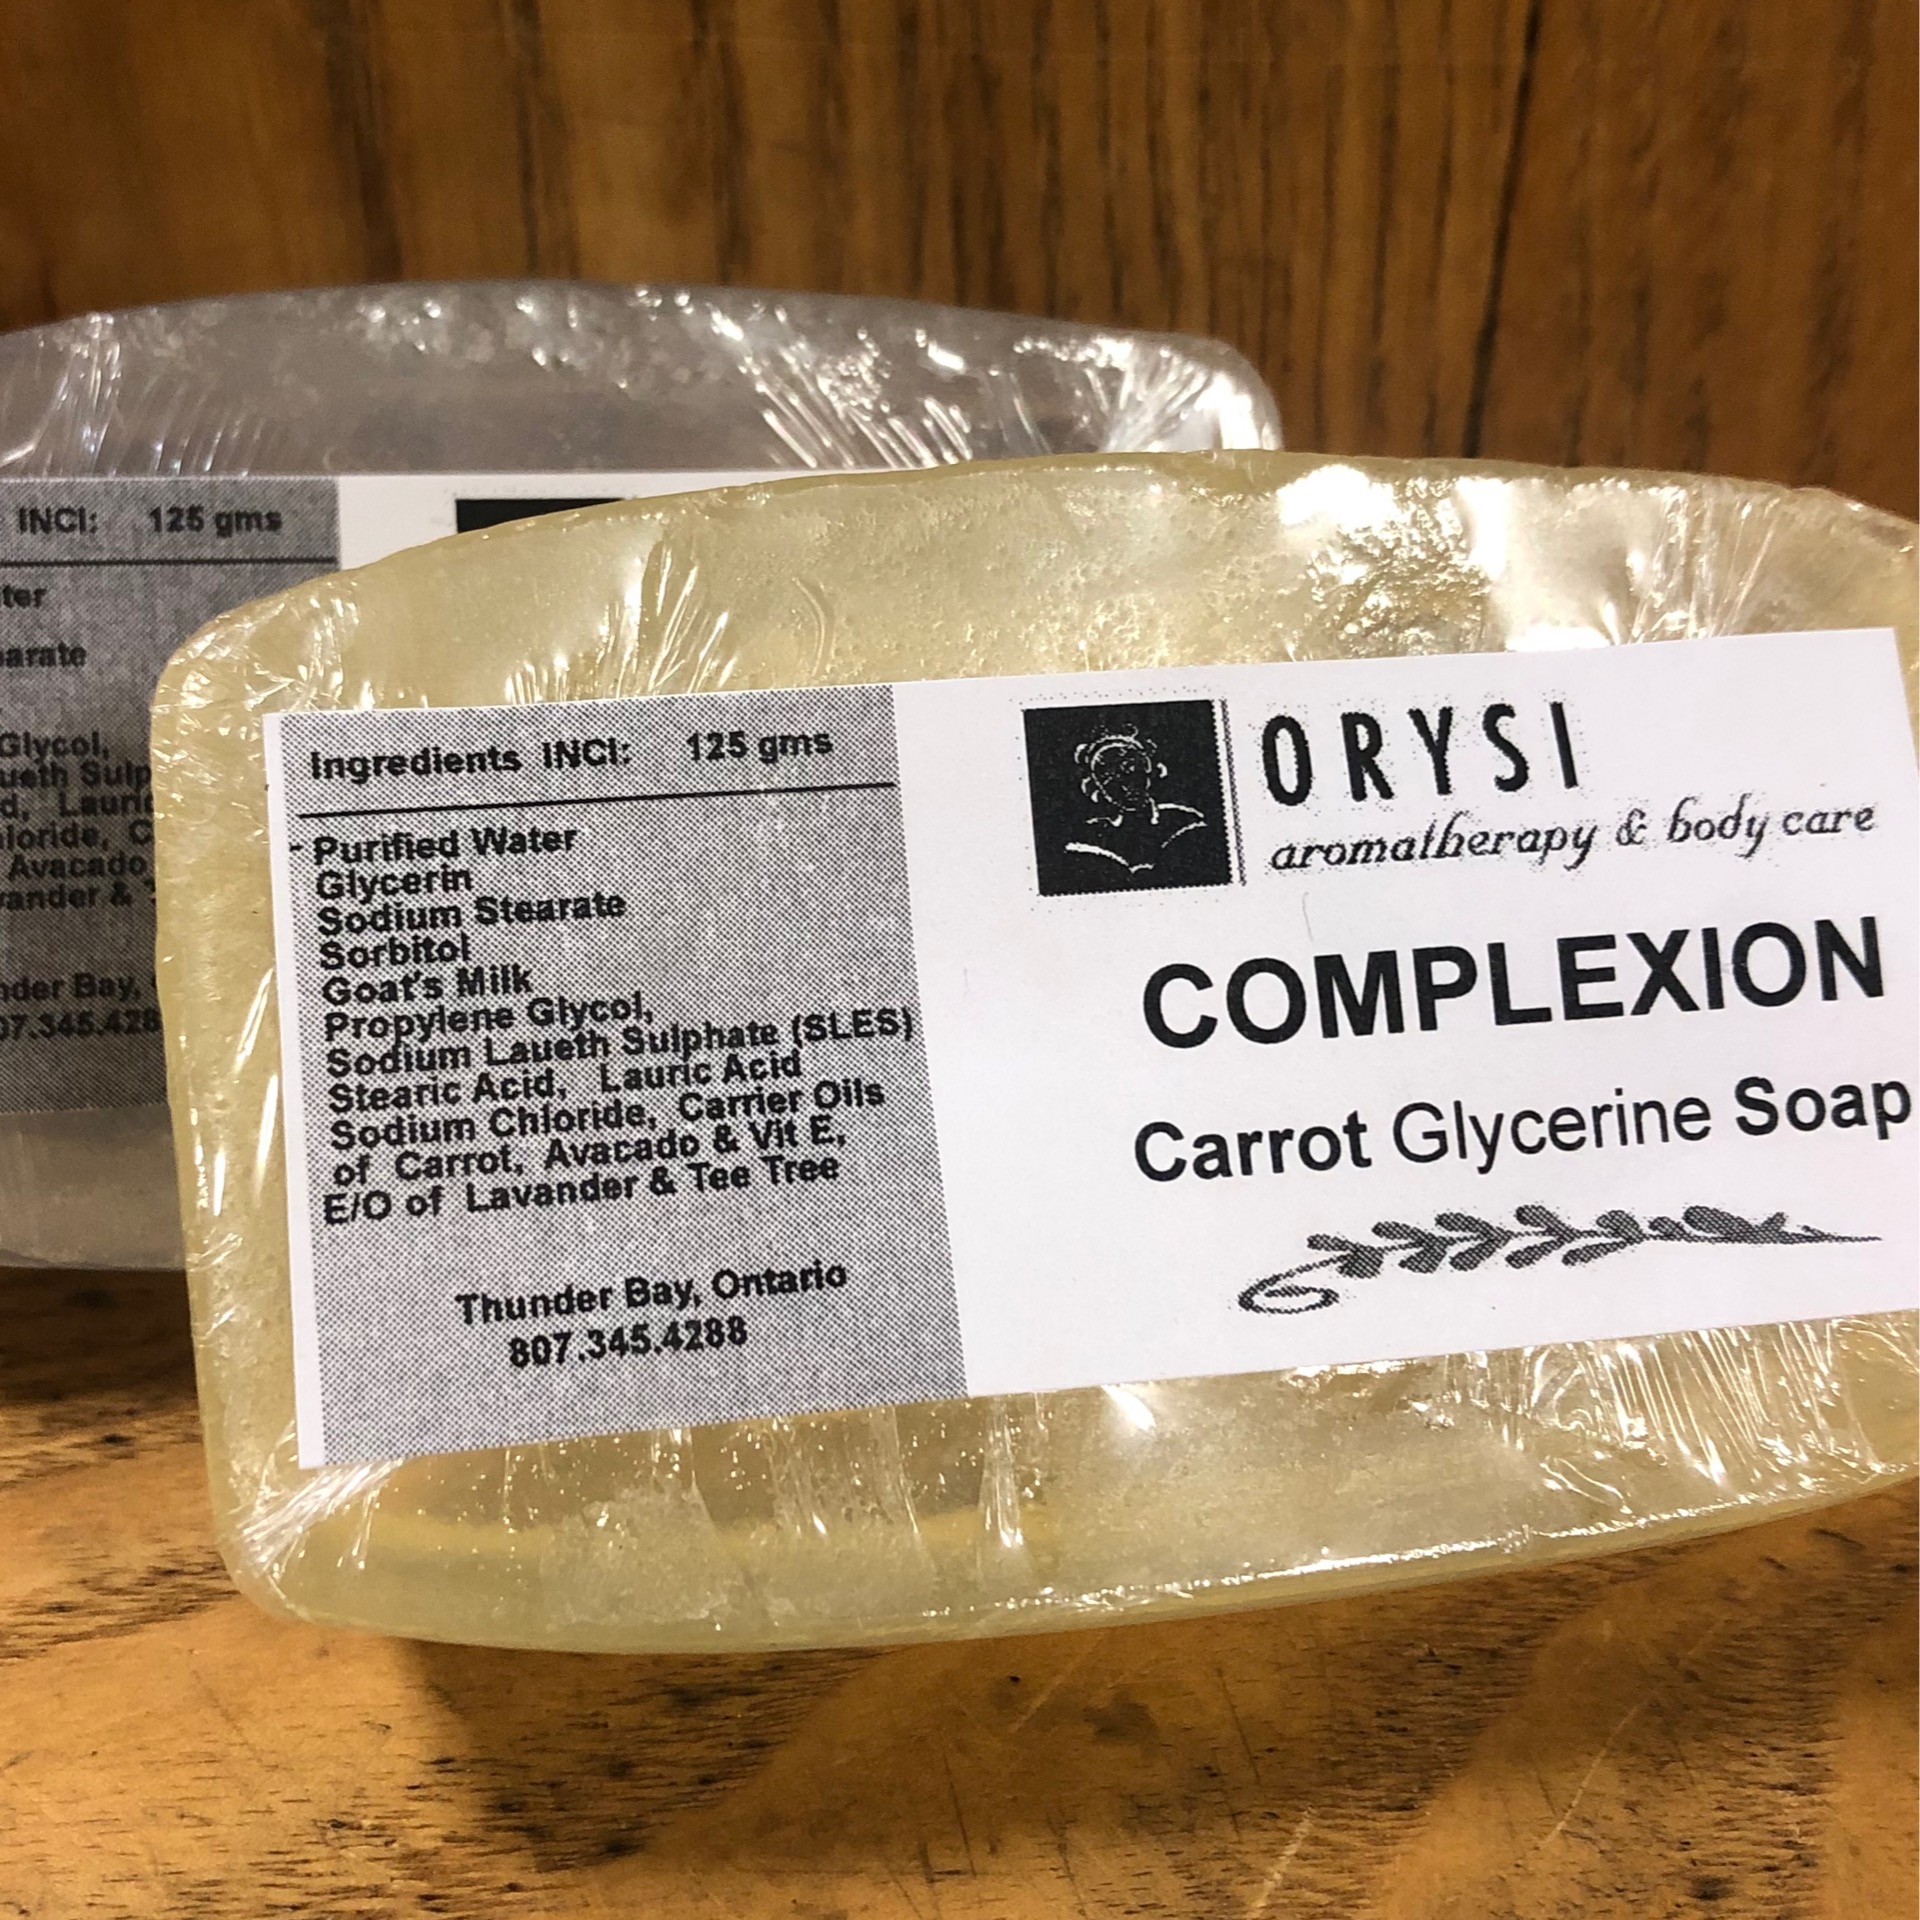 INCI: 125 gms
Glycol,
Avacado
Ingredients INCI: 125 gms
- Purified Water
Glycerin
Sodium Stearate
Sorbitol
Goat's Milk
Propylene Glycol,
Sodium Laueth Sulphate (SLES)
Stearic Acid, Lauric Acid
Sodium Chloride, Carrier Oils
of Carrot, Avacado & Vit E,
E/O of Lavander & Tee Tree
Thunder Bay, Ontario
807.345.4288
ORYSI
aromatherapy & body care
COMPLEXION
Carrot Glycerine Soap